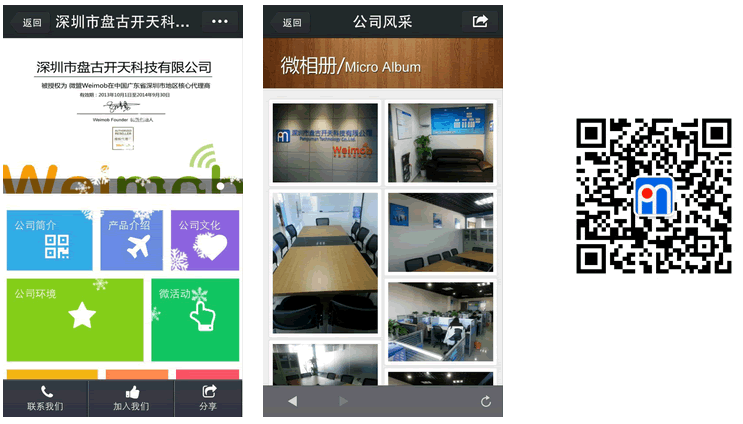 返回
深圳市盘古开天科...
深圳市盘古开天科技有限公司
被授权为 微盟Weimob在中国广东省深圳市地区核心代理商
有效期：2013年10月1日至2014年9月30日
Weimob Founder
Weimob
公司简介
产品介绍
公司文化
公司环境
微活动
联系我们
加入我们
分享
返回
公司风采
微相册/Micro Album
深圳市盘古开天科技有限公司
Weimob